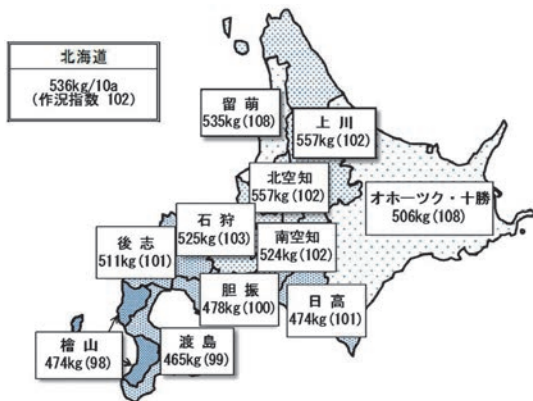 北海道
536kg/10a
(作況指数 102)
留 萌
535kg(108)
上 川
557kg(102)
北空知
557kg(102)
オホーツク・十勝
506kg(108)
石 狩
525kg(103)
南空知
524kg(102)
後 志
511kg(101)
胆 振
478kg(100)
日 高
474kg(101)
檜 山
474kg(98)
渡 島
465kg(99)